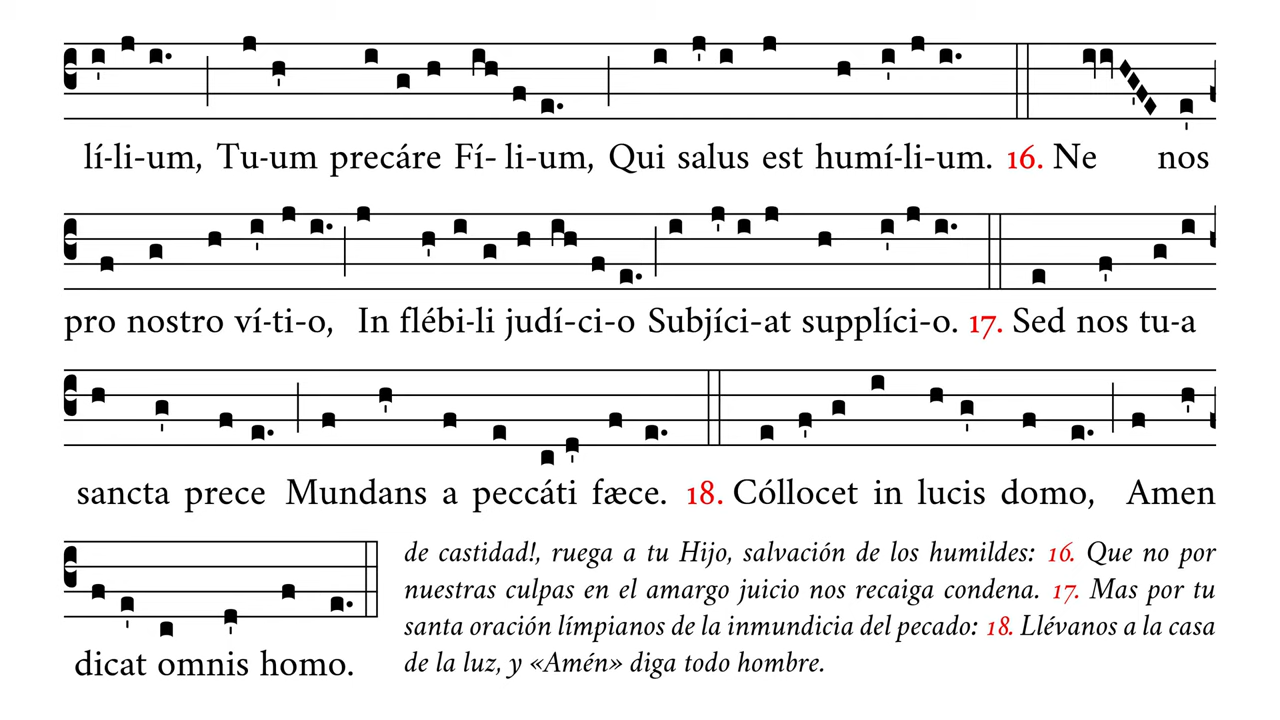 lí-li-um, Tu-um precáre Fí- li-um, Qui salus est humí-li-um. 16. Ne nos
pro nostro ví-ti-o, In flébi-li judí-ci-o Subjíci-at supplíci-o. 17. Sed nos tu-a
sancta prece Mundans a peccáti fæce. 18. Cóllocet in lucis domo, Amen
dicat omnis homo.
de castidad!, ruega a tu Hijo, salvación de los humildes: 16. Que no por
nuestras culpas en el amargo juicio nos recaiga condena. 17. Mas por tu
santa oración límpianos de la inmundicia del pecado: 18. Llévanos a la casa
de la luz, y «Amén» diga todo hombre.